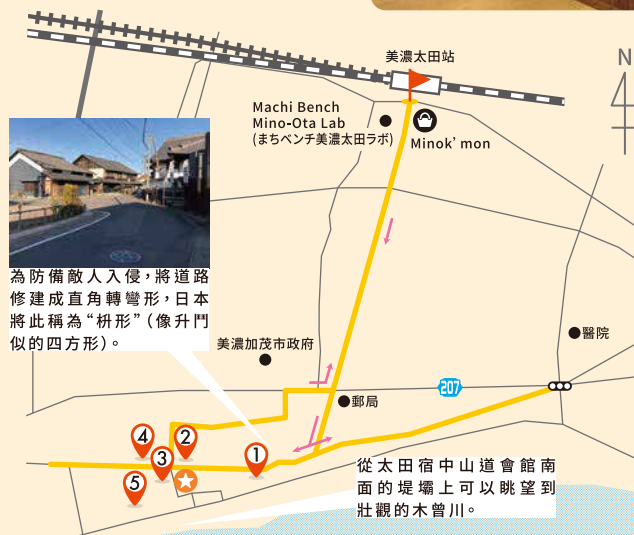 美濃太田站
N
Machi Bench
Mino-Ota Lab
(まちベンチ美濃太田ラボ)
Minok’mon
為防備敵人入侵，將道路
修建成直角轉彎形，日本
將此稱為“枡形”（像升鬥
似的四方形）。
美濃加茂市政府
醫院
207
郵局
4
2
3
1
5
從太田宿中山道會館南
面的堤壩上可以眺望到
壯觀的木曾川。